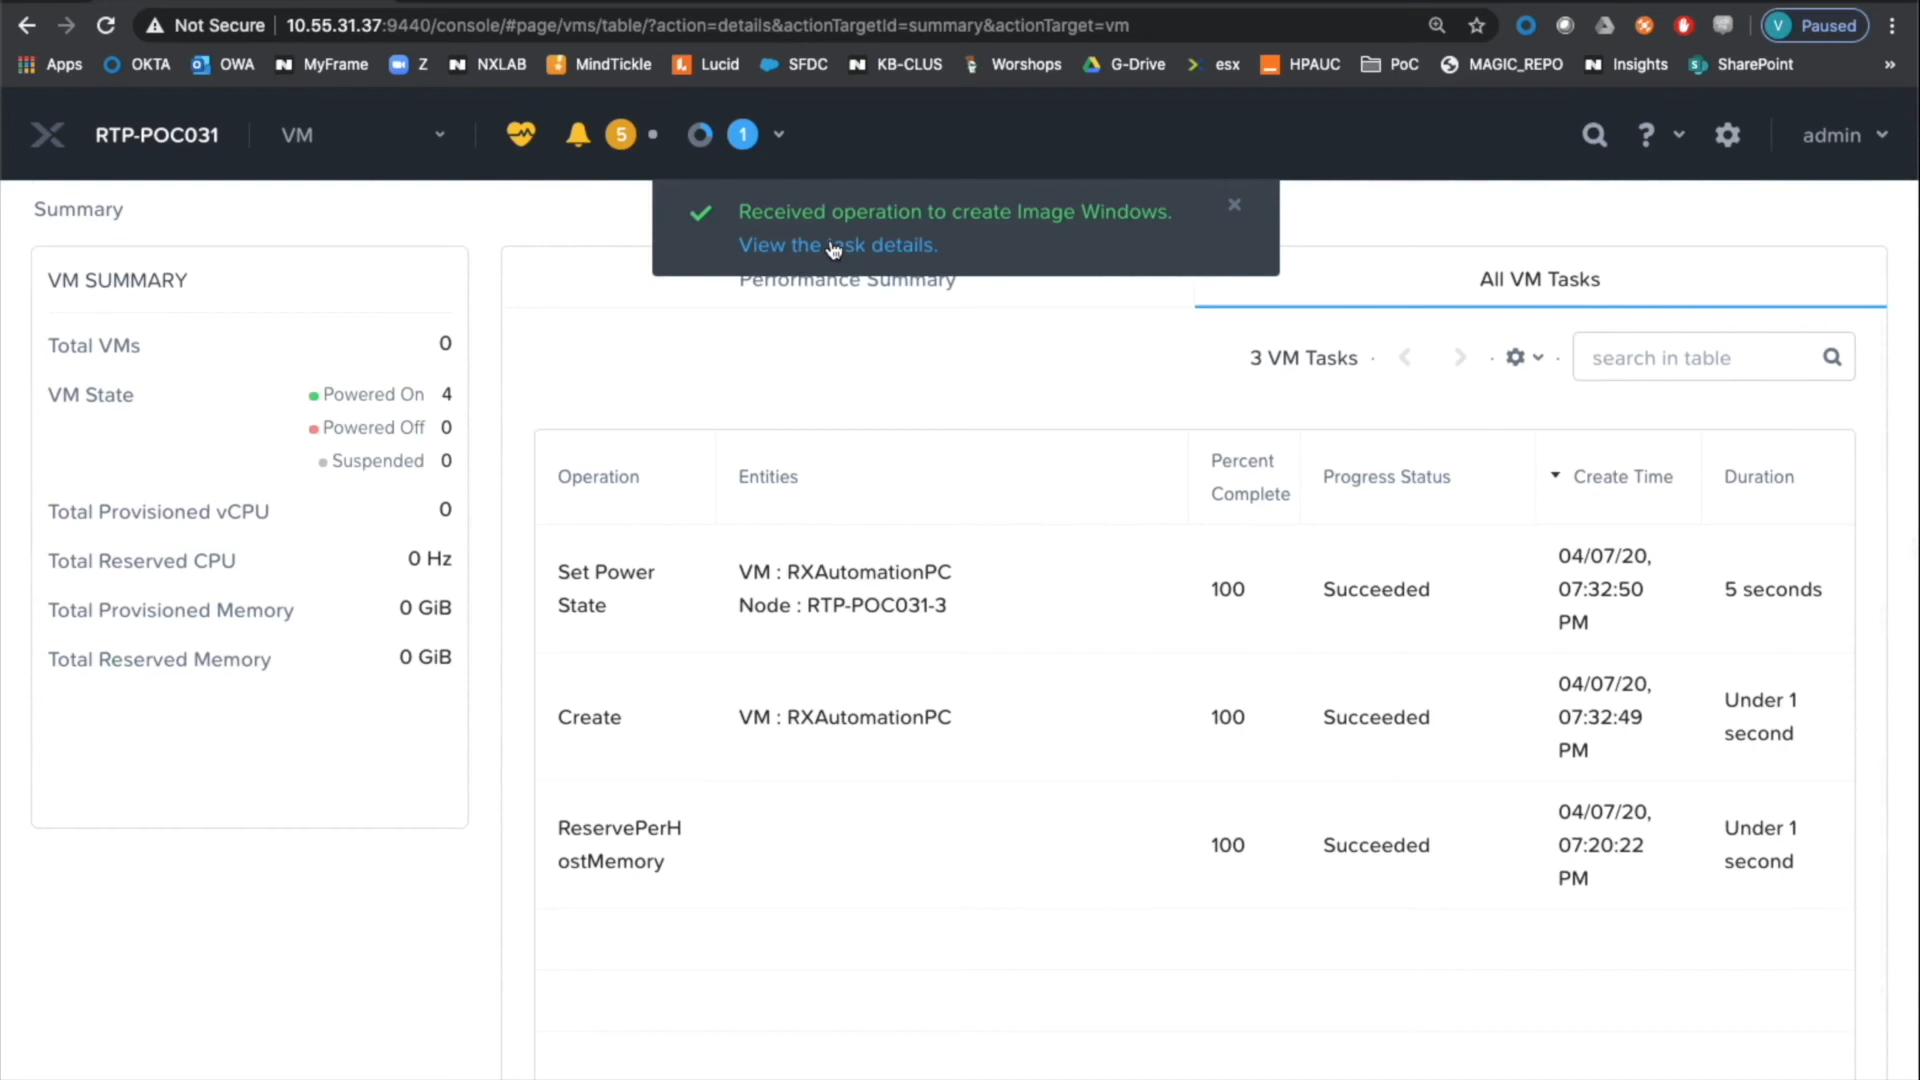 Not Secure 10.55.31.37:9440/console/#page/vms/table/?action=details&actionTargetId=summary&actionTarget=vm V Paused
Apps OKTA OWA MyFrame Z NXLAB MindTickle Lucid SFDC KB-CLUS Worshops G-Drive esx HPAUC PoC MAGIC_REPO Insights SharePoint »
RTP-POC031 VM 5 1 ? admin
Received operation to create Image Windows.
View the task details.
Summary
VM SUMMARY
Total VMs 0
VM State Powered On 4
Powered Off 0
Suspended 0
Total Provisioned vCPU 0
Total Reserved CPU 0 Hz
Total Provisioned Memory 0 GiB
Total Reserved Memory 0 GiB
Performance Summary All VM Tasks
3 VM Tasks search in table
Operation Entities Percent Complete Progress Status Create Time Duration
Set Power State VM : RXAutomationPC Node : RTP-POC031-3 100 Succeeded 04/07/20, 07:32:50 PM 5 seconds
Create VM : RXAutomationPC 100 Succeeded 04/07/20, 07:32:49 PM Under 1 second
ReservePerHostMemory 100 Succeeded 04/07/20, 07:20:22 PM Under 1 second